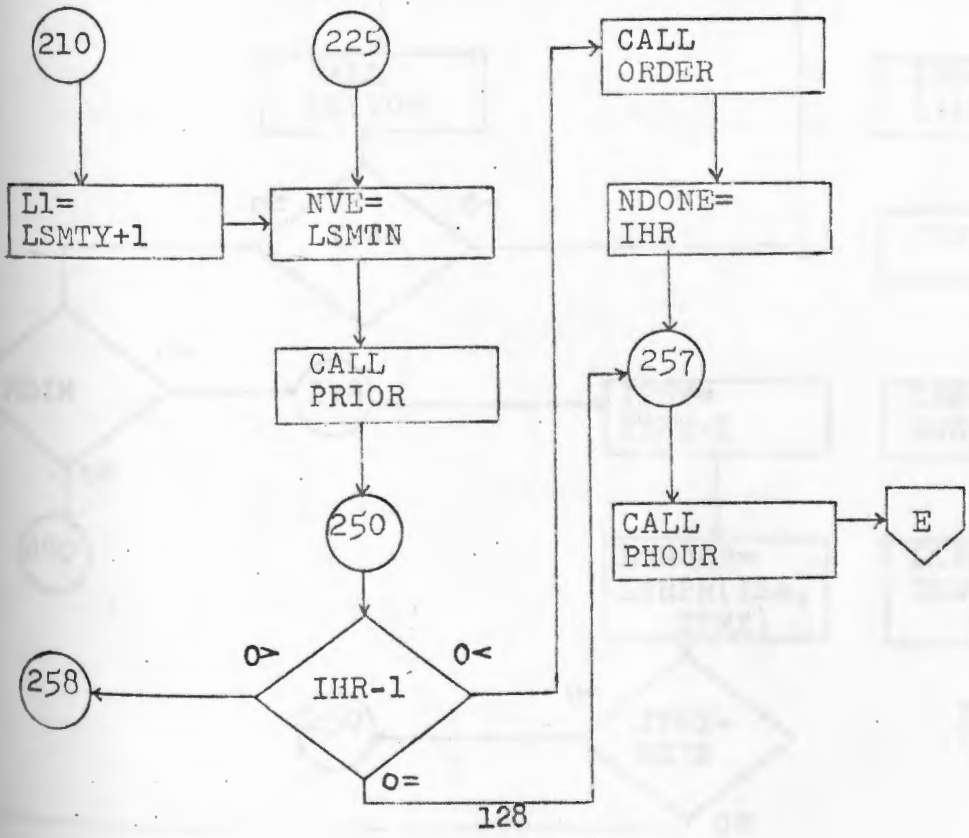 210
225
CALL
ORDER
L1=
LSMTY+1
NVE=
LSMTN
NDONE=
IHR
CALL
PRIOR
257
250
CALL
PHOUR
E
0>
0<
258
IHR-1
0=
128